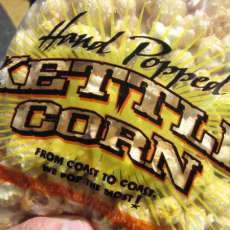 Hand Popped
KETTLE
CORN
FROM COAST TO COAST
WE POP THE MOST!